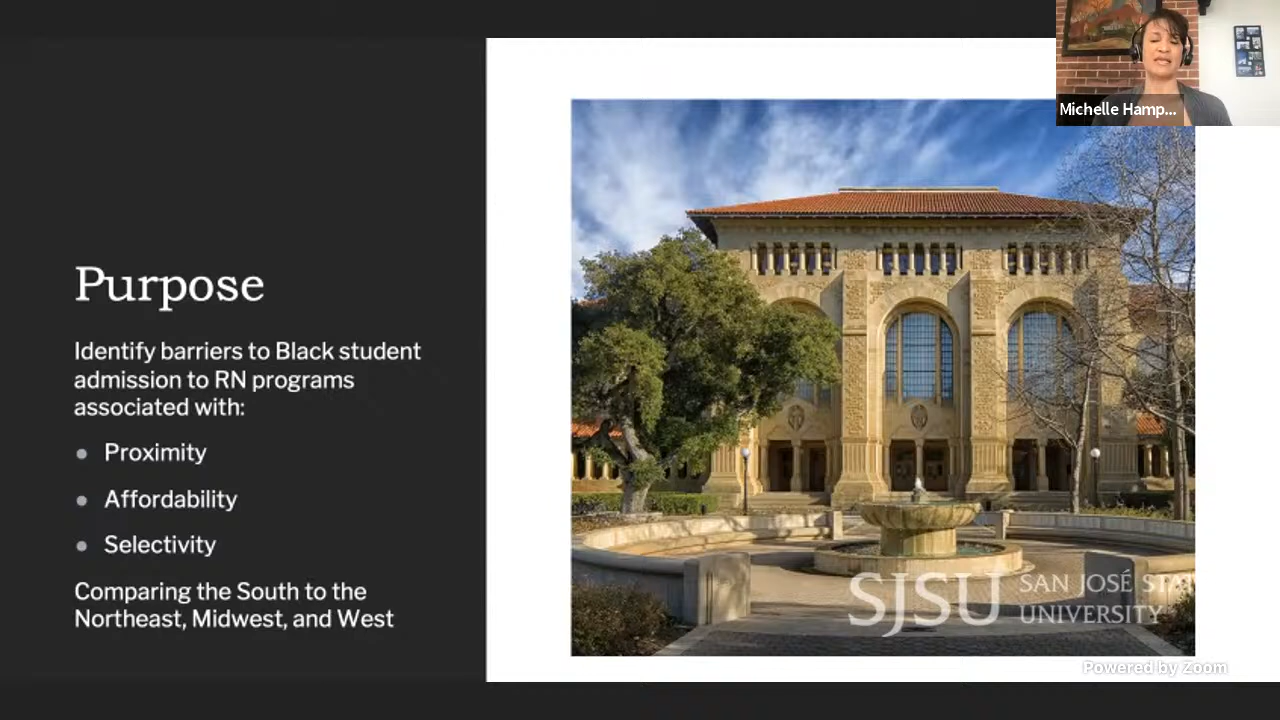 Michelle Hamp...
Purpose
Identify barriers to Black student
admission to RN programs
associated with:
Proximity
Affordability
Selectivity
Comparing the South to the
Northeast, Midwest, and West
SJSU SAN JOSÉ STA
UNIVERSITY
Powered by Zoom